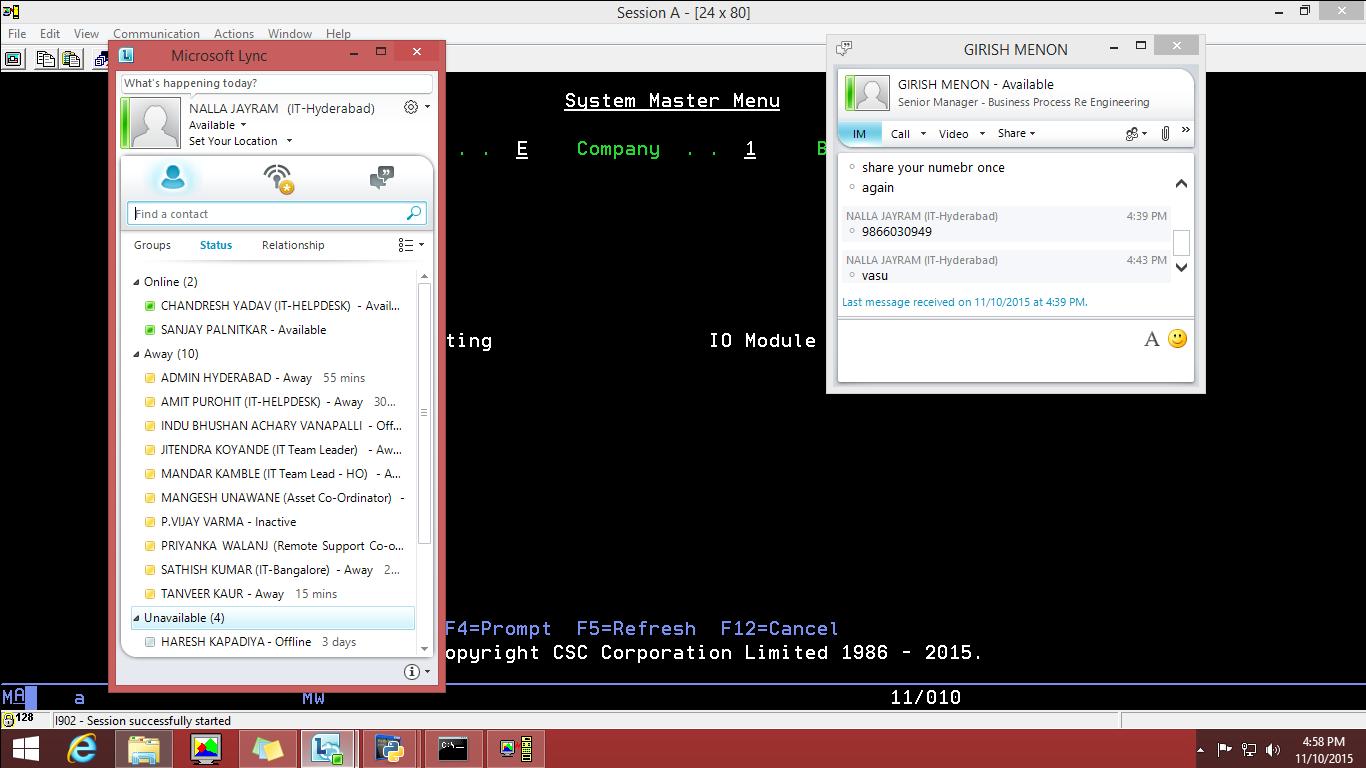 Session A - [24 x 80]
File Edit View Communication Actions Window Help
System Master Menu
. . E Company . . 1 B
ting IO Module
F4=Prompt F5=Refresh F12=Cancel
opyright CSC Corporation Limited 1986 - 2015.
MA a MW 11/010
128 I902 - Session successfully started
Microsoft Lync
What's happening today?
NALLA JAYRAM (IT-Hyderabad)
Available
Set Your Location
Find a contact
Groups Status Relationship
Online (2)
CHANDRESH YADAV (IT-HELPDESK) - Avail...
SANJAY PALNITKAR - Available
Away (10)
ADMIN HYDERABAD - Away 55 mins
AMIT PUROHIT (IT-HELPDESK) - Away 30...
INDU BHUSHAN ACHARY VANAPALLI - Off...
JITENDRA KOYANDE (IT Team Leader) - Aw...
MANDAR KAMBLE (IT Team Lead - HO) - A...
MANGESH UNAWANE (Asset Co-Ordinator) -
P.VIJAY VARMA - Inactive
PRIYANKA WALANJ (Remote Support Co-o...
SATHISH KUMAR (IT-Bangalore) - Away 2...
TANVEER KAUR - Away 15 mins
Unavailable (4)
HARESH KAPADIYA - Offline 3 days
GIRISH MENON
GIRISH MENON - Available
Senior Manager - Business Process Re Engineering
IM Call Video Share
share your numebr once
again
NALLA JAYRAM (IT-Hyderabad) 4:39 PM
9866030949
NALLA JAYRAM (IT-Hyderabad) 4:43 PM
vasu
Last message received on 11/10/2015 at 4:39 PM.
A
C:\
4:58 PM
11/10/2015